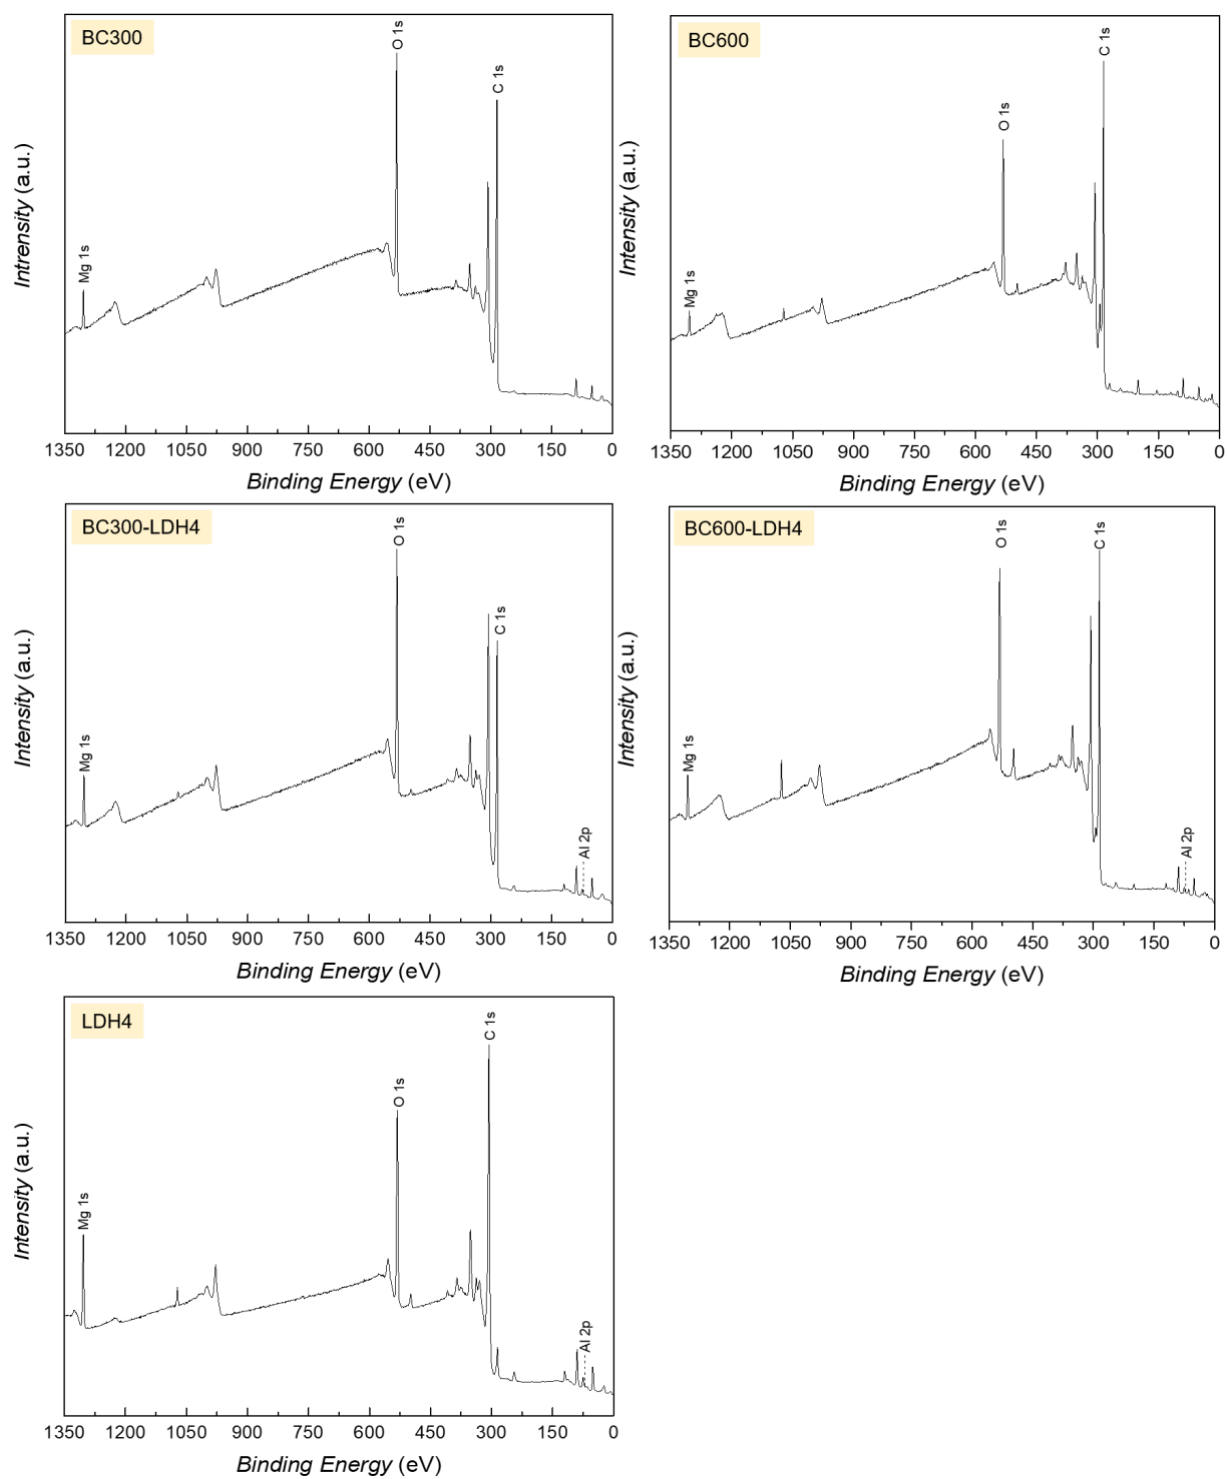 BC300
O 1s
C 1s
Mg 1s
Intrensity (a.u.)
1350 1200 1050 900 750 600 450 300 150 0
Binding Energy (eV)
BC600
C 1s
O 1s
Mg 1s
Intensity (a.u.)
1350 1200 1050 900 750 600 450 300 150 0
Binding Energy (eV)
BC300-LDH4
O 1s
C 1s
Mg 1s
Al 2p
Intensity (a.u.)
1350 1200 1050 900 750 600 450 300 150 0
Binding Energy (eV)
BC600-LDH4
O 1s
C 1s
Mg 1s
Al 2p
Intensity (a.u.)
1350 1200 1050 900 750 600 450 300 150 0
Binding Energy (eV)
LDH4
C 1s
O 1s
Mg 1s
Al 2p
Intensity (a.u.)
1350 1200 1050 900 750 600 450 300 150 0
Binding Energy (eV)